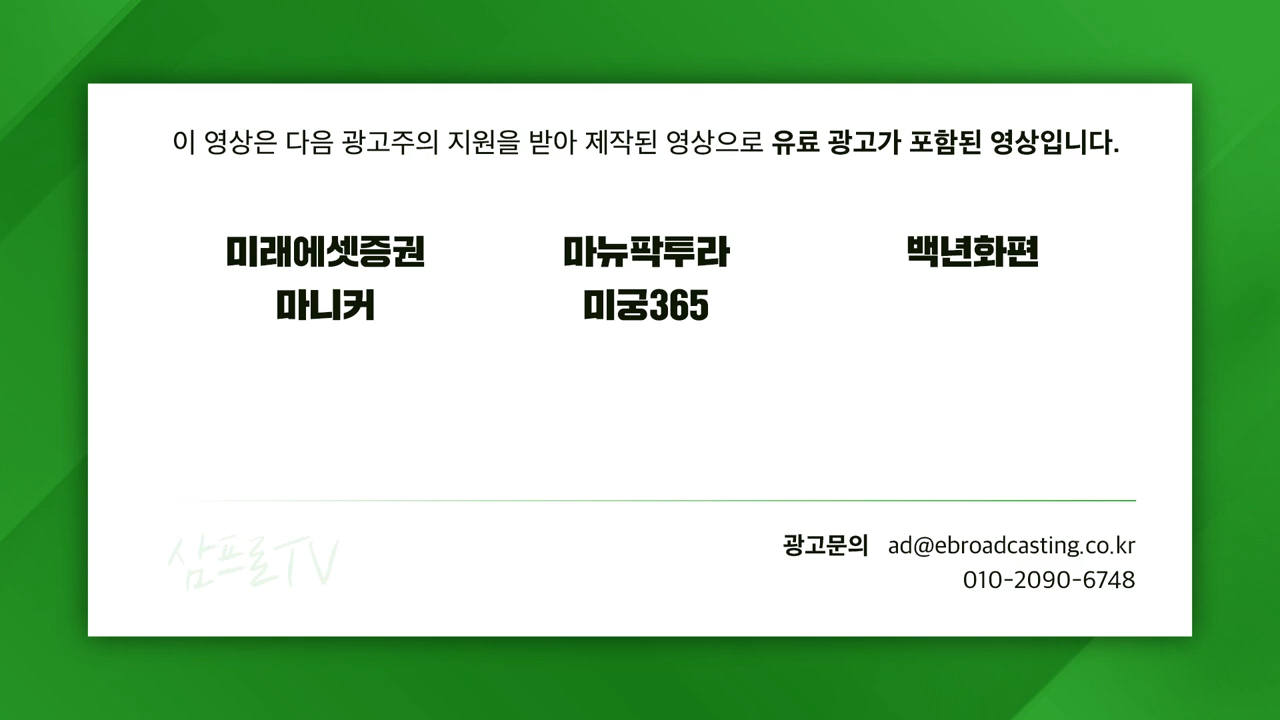 이 영상은 다음 광고주의 지원을 받아 제작된 영상으로 유료 광고가 포함된 영상입니다.
미래에셋증권 마뉴팍투라 백년화편
마니커 미궁365
삼프로TV
광고문의 ad@ebroadcasting.co.kr
010-2090-6748